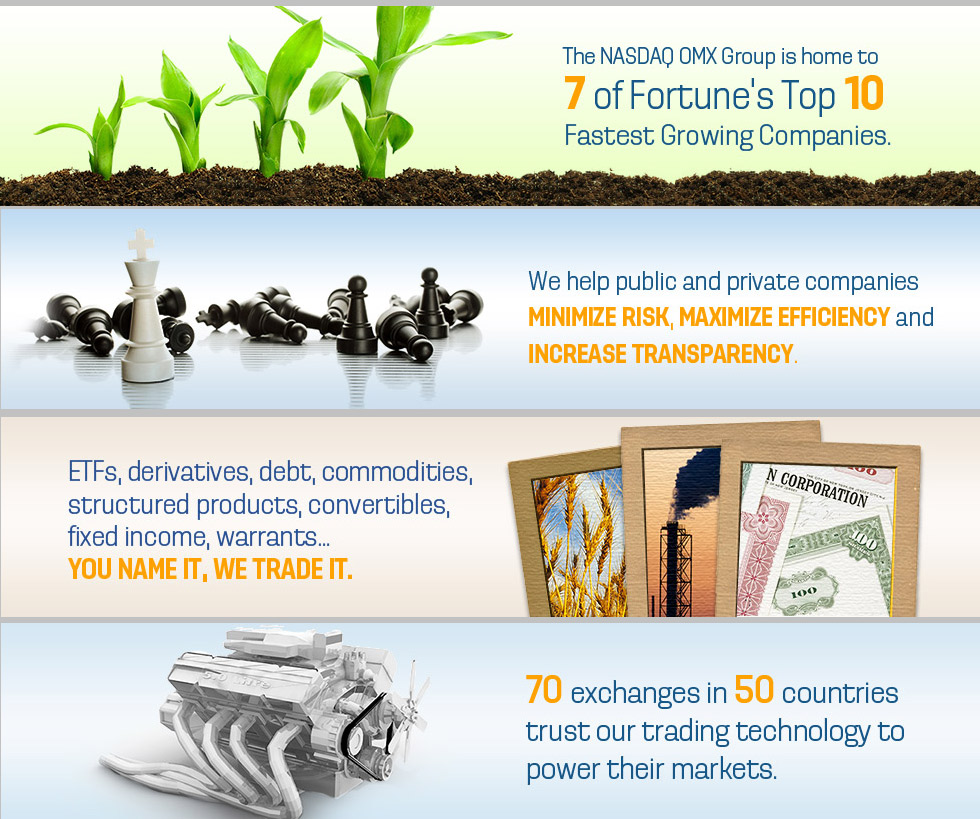 The NASDAQ OMX Group is home to
7 of Fortune's Top 10
Fastest Growing Companies.
We help public and private companies
MINIMIZE RISK, MAXIMIZE EFFICIENCY and
INCREASE TRANSPARENCY.
ETFs, derivatives, debt, commodities,
structured products, convertibles,
fixed income, warrants...
YOU NAME IT, WE TRADE IT.
N CORPORATION
100
100
70 exchanges in 50 countries
trust our trading technology to
power their markets.